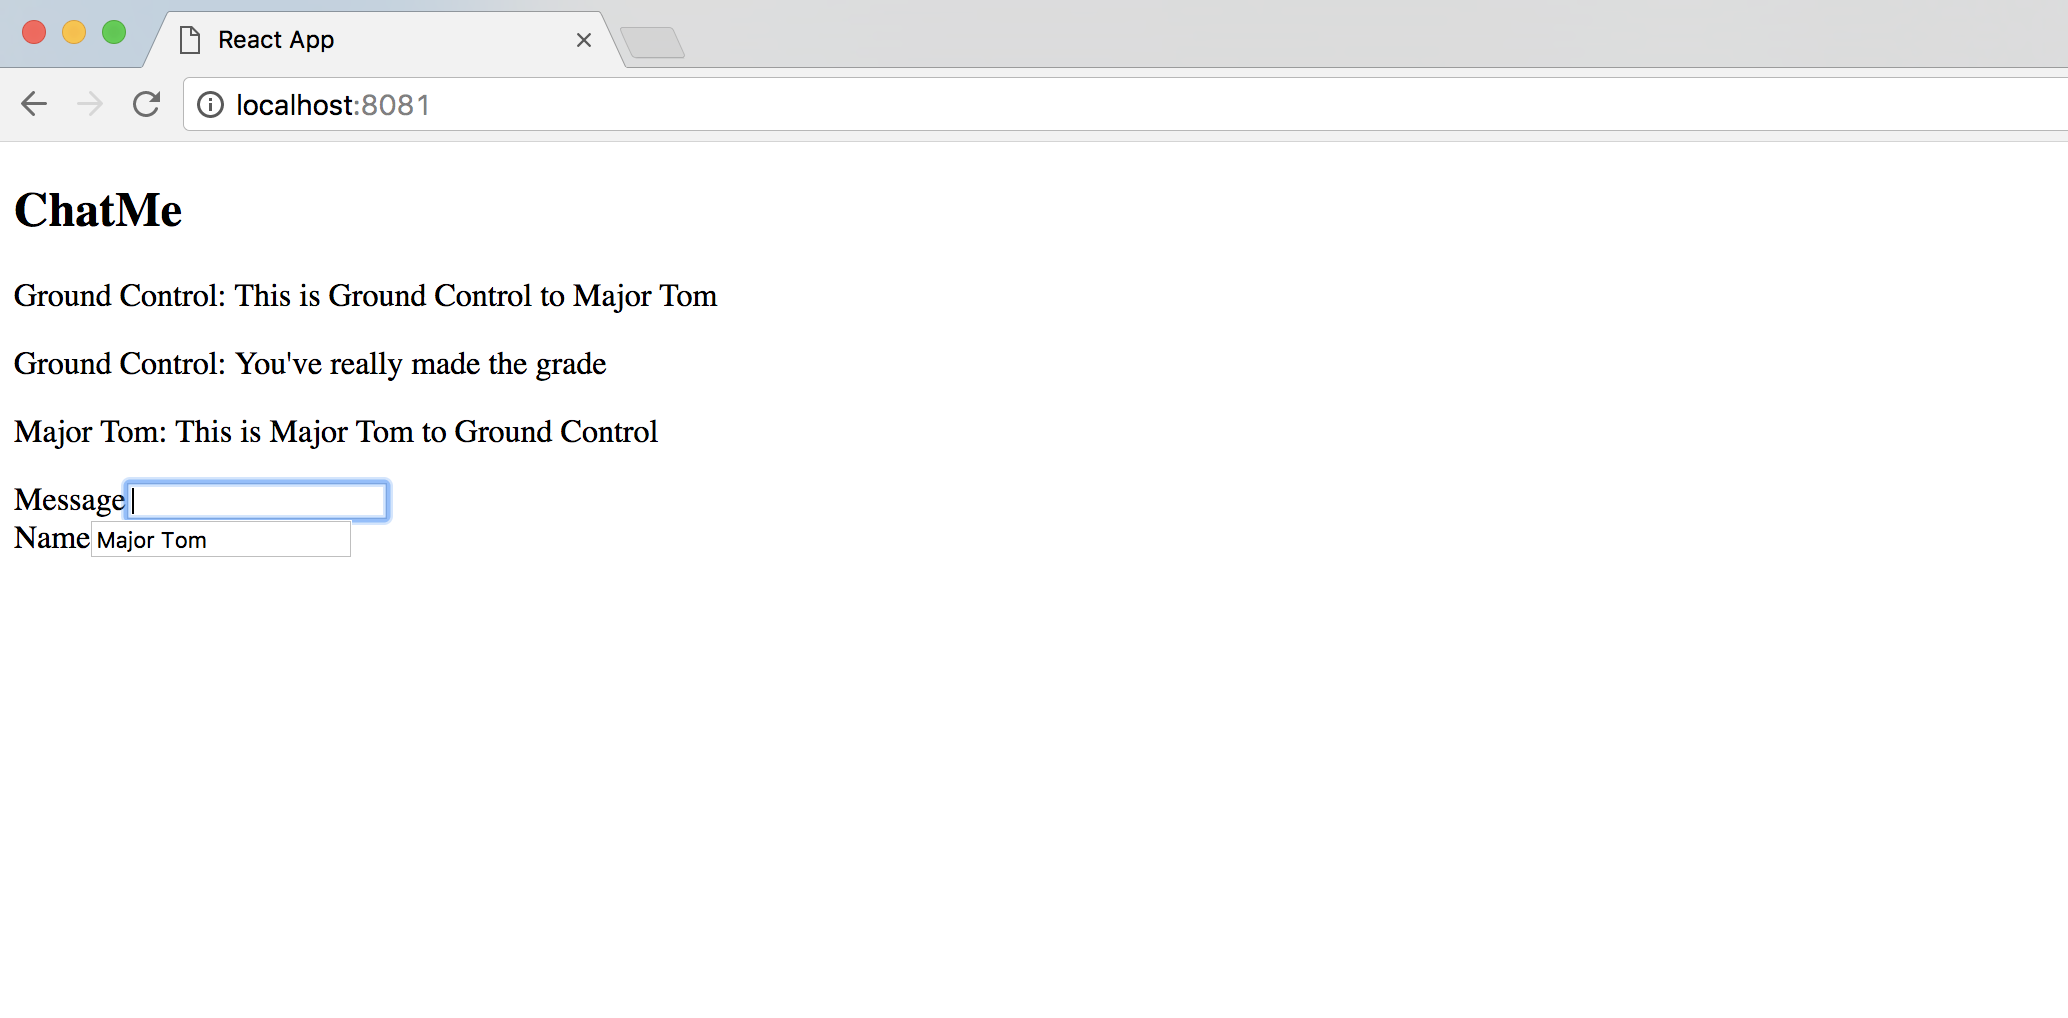 React App
localhost:8081
ChatMe
Ground Control: This is Ground Control to Major Tom
Ground Control: You've really made the grade
Major Tom: This is Major Tom to Ground Control
Message
Name Major Tom